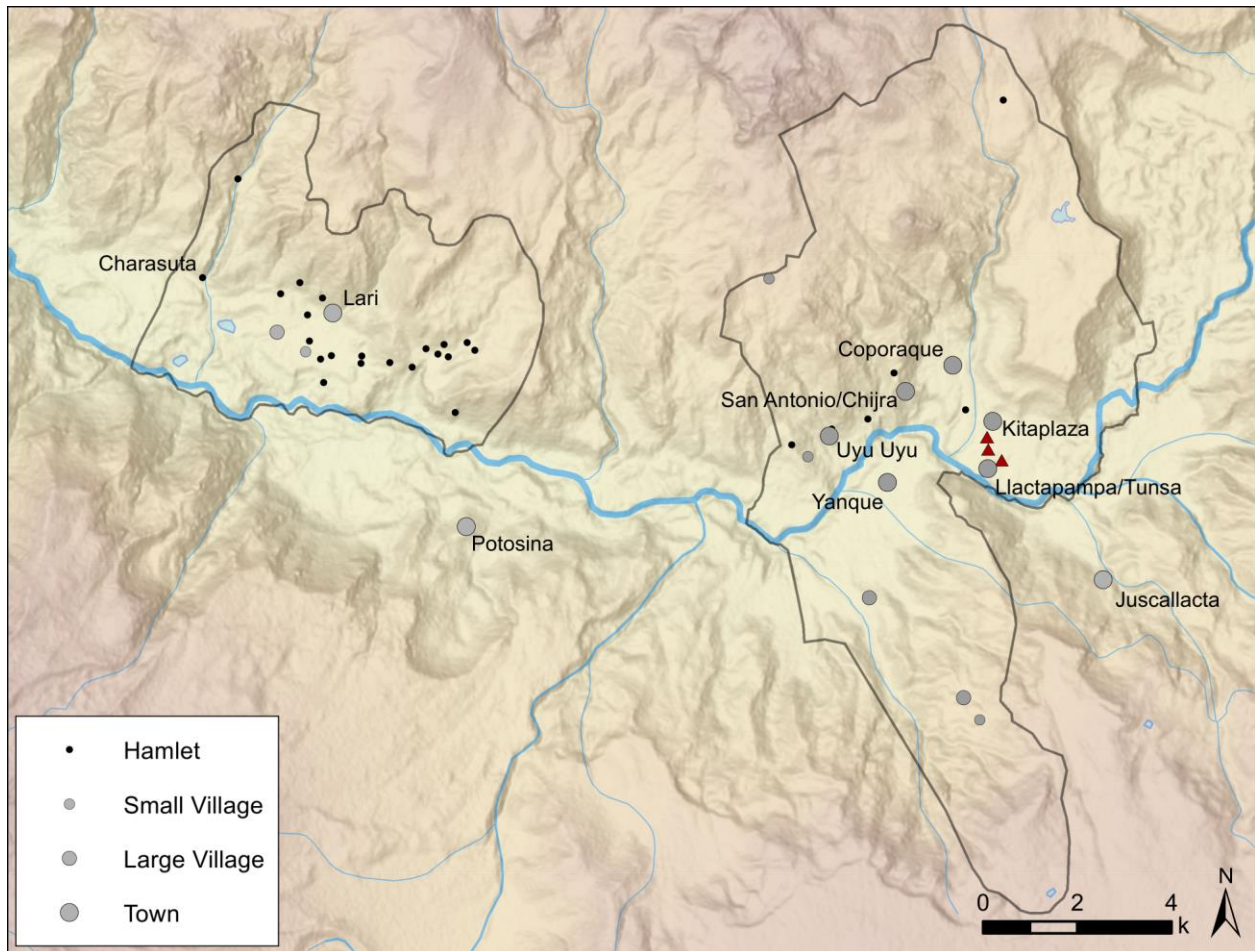 Charasuta
Lari
Coporaque
San Antonio/Chijra
Kitaplaza
Uyu Uyu
Llactapampa/Tunsa
Yanque
Potosina
Juscallacta
Hamlet
Small Village
Large Village
Town
N
0 2 4
k